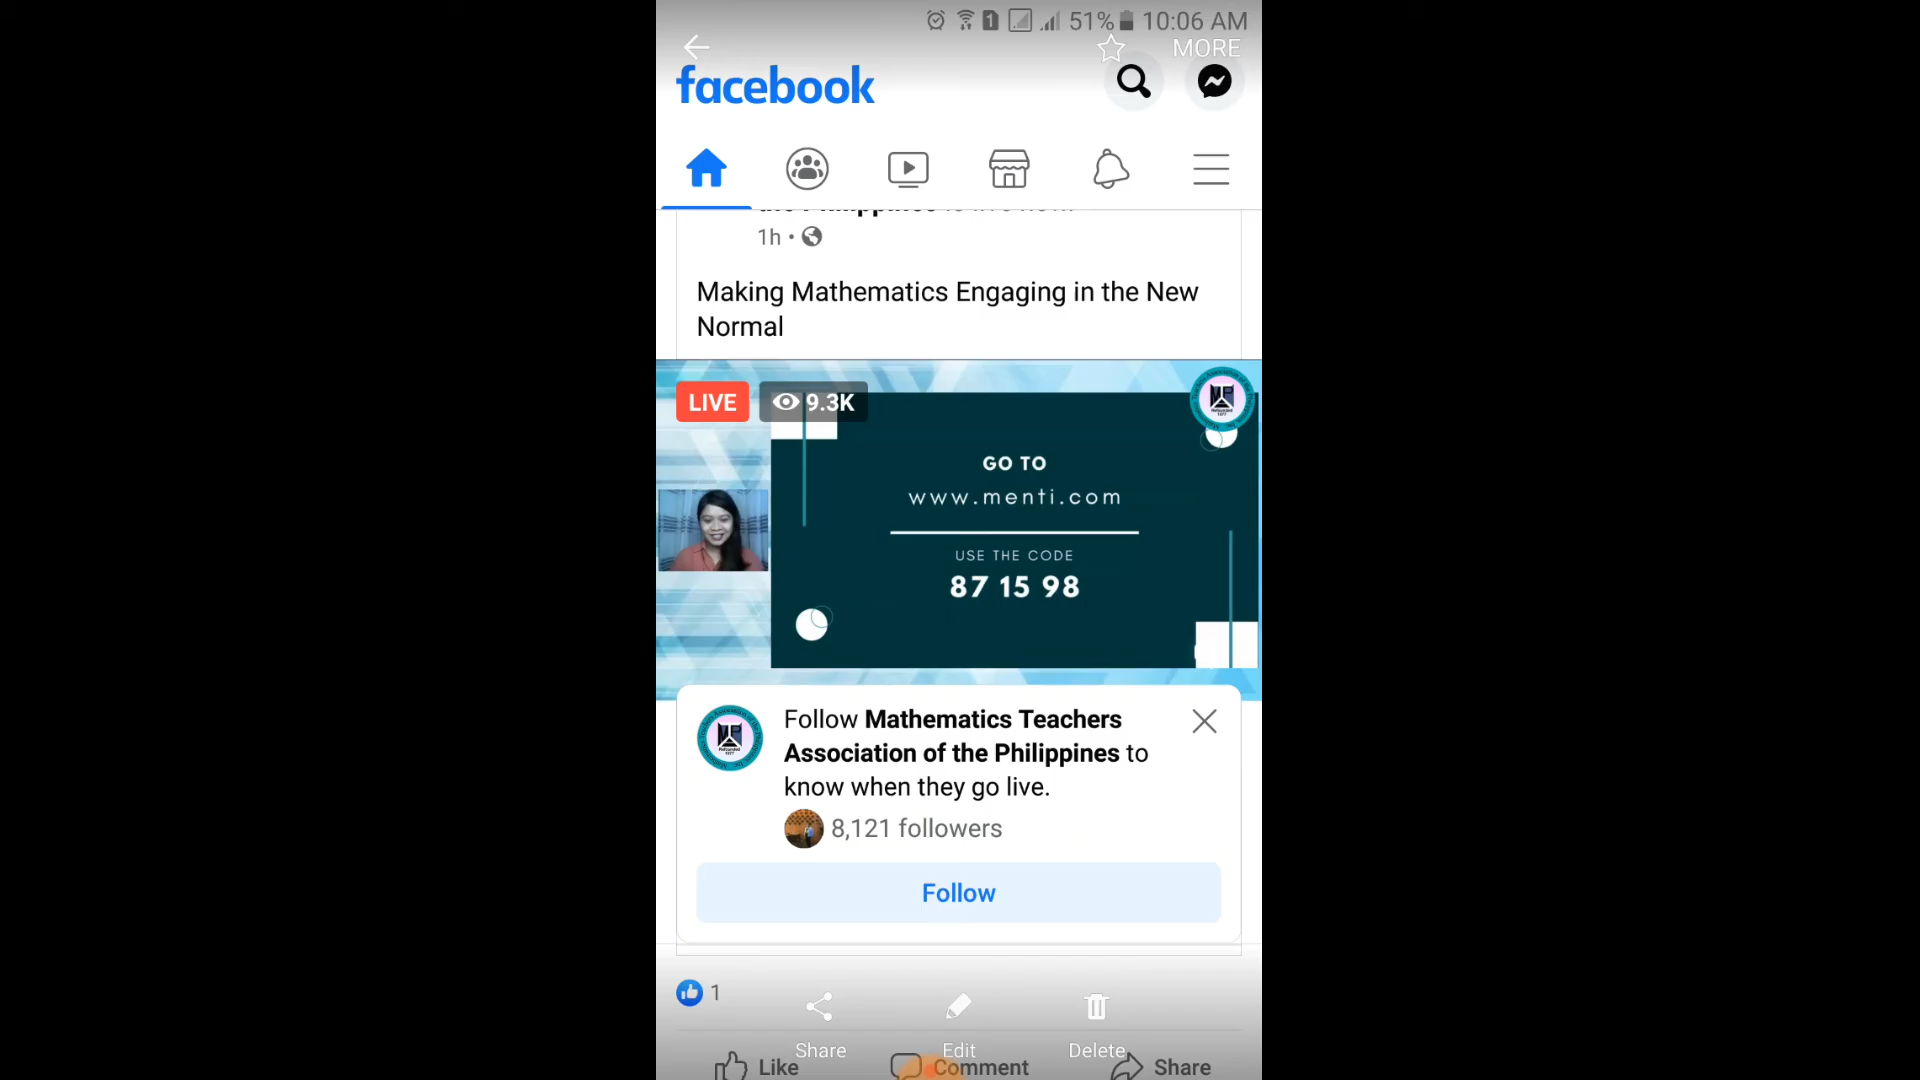 51% 10:06 AM
MORE
facebook
1h
Making Mathematics Engaging in the New
Normal
LIVE 9.3K
GO TO
www.menti.com
USE THE CODE
87 15 98
Follow Mathematics Teachers
Association of the Philippines to
know when they go live.
8,121 followers
Follow
1
Share Edit Delete
Like Comment Share